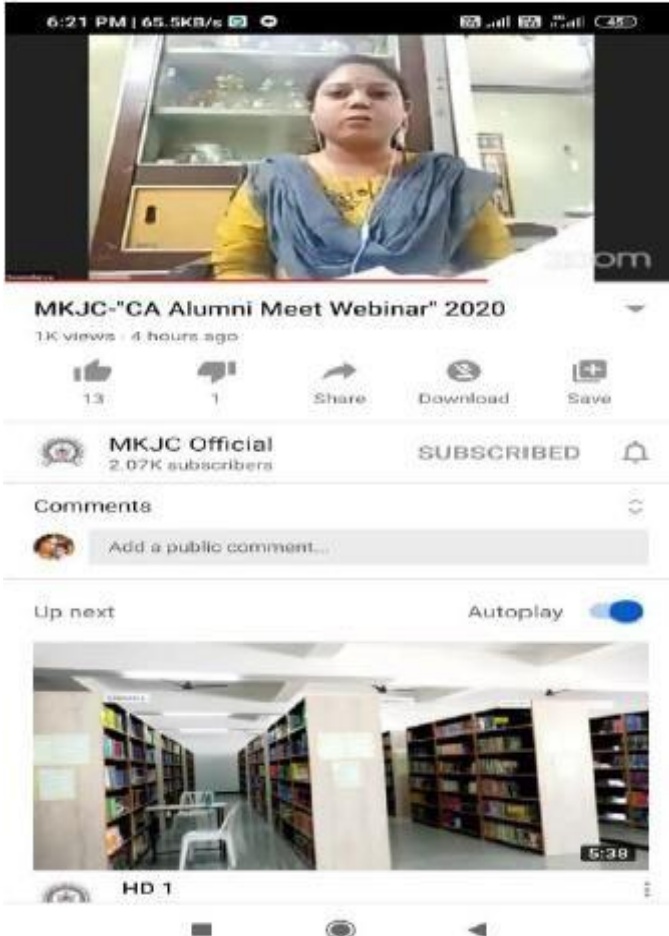 6:21 PM | 65.5KB/s
45
zoom
MKJC-"CA Alumni Meet Webinar" 2020
1K views · 4 hours ago
13
1
Share
Download
Save
MKJC Official
2.07K subscribers
SUBSCRIBED
Comments
Add a public comment...
Up next
Autoplay
5:38
HD 1